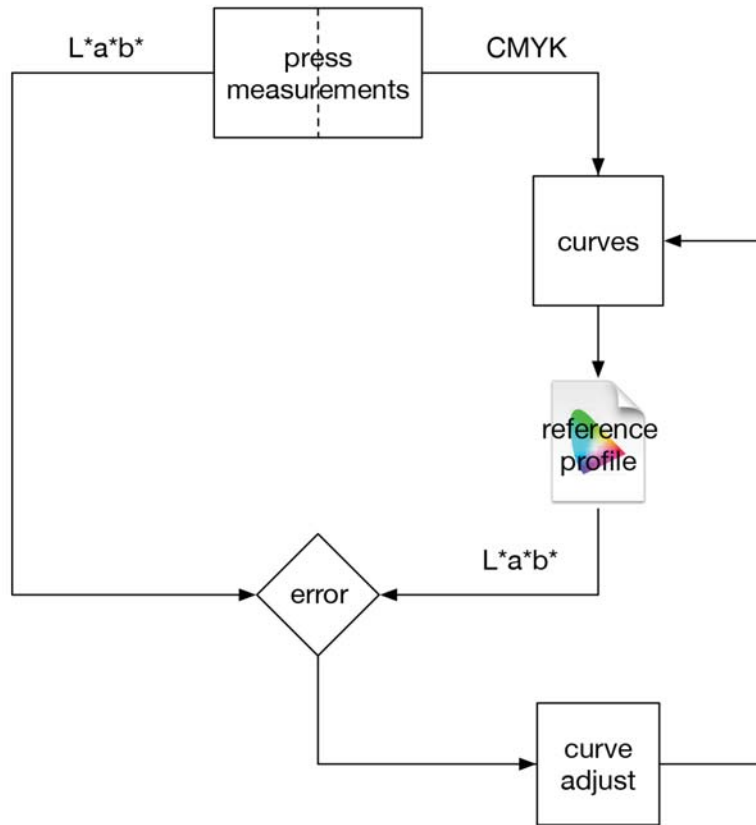 L*a*b*
press
measurements
CMYK
curves
reference
profile
L*a*b*
error
curve
adjust